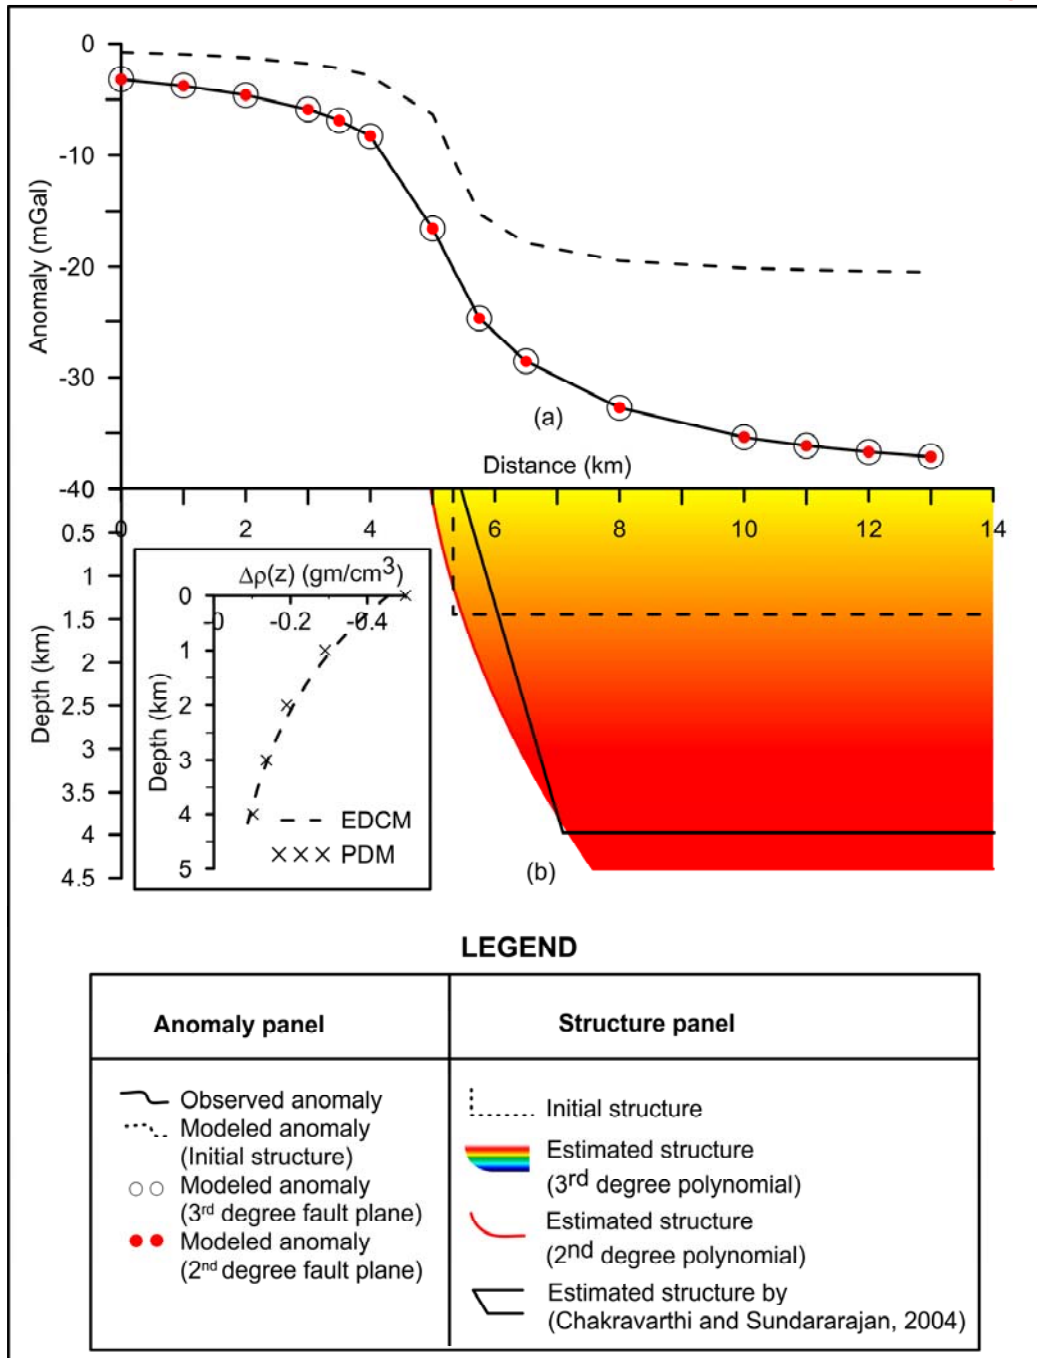 0
-10
-20
-30
-40
Anomaly (mGal)
(a)
Distance (km)
0 2 4 6 8 10 12 14
0.5
1
1.5
2
2.5
3
3.5
4
4.5
Depth (km)
Δρ(z) (gm/cm3)
0 -0.2 -0.4
0
1
2
3
4
5
Depth (km)
EDCM
××× PDM
(b)
LEGEND
Anomaly panel
Observed anomaly
Modeled anomaly
(Initial structure)
Modeled anomaly
(3rd degree fault plane)
Modeled anomaly
(2nd degree fault plane)
Structure panel
Initial structure
Estimated structure
(3rd degree polynomial)
Estimated structure
(2nd degree polynomial)
Estimated structure by
(Chakravarthi and Sundararajan, 2004)